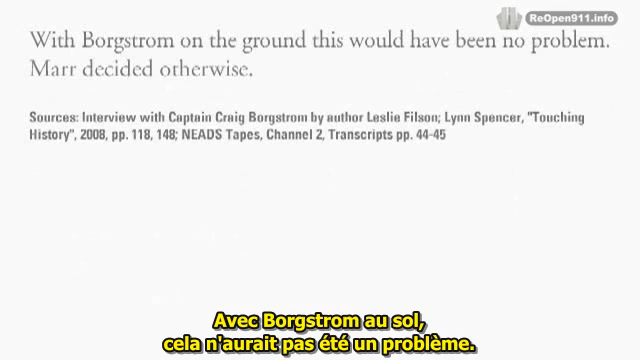 ReOpen911.info
With Borgstrom on the ground this would have been no problem.
Marr decided otherwise.
Sources: Interview with Captain Craig Borgstrom by author Leslie Filson; Lynn Spencer, "Touching
History", 2008, pp. 118, 148; NEADS Tapes, Channel 2, Transcripts pp. 44-45
Avec Borgstrom au sol,
cela n'aurait pas été un problème.